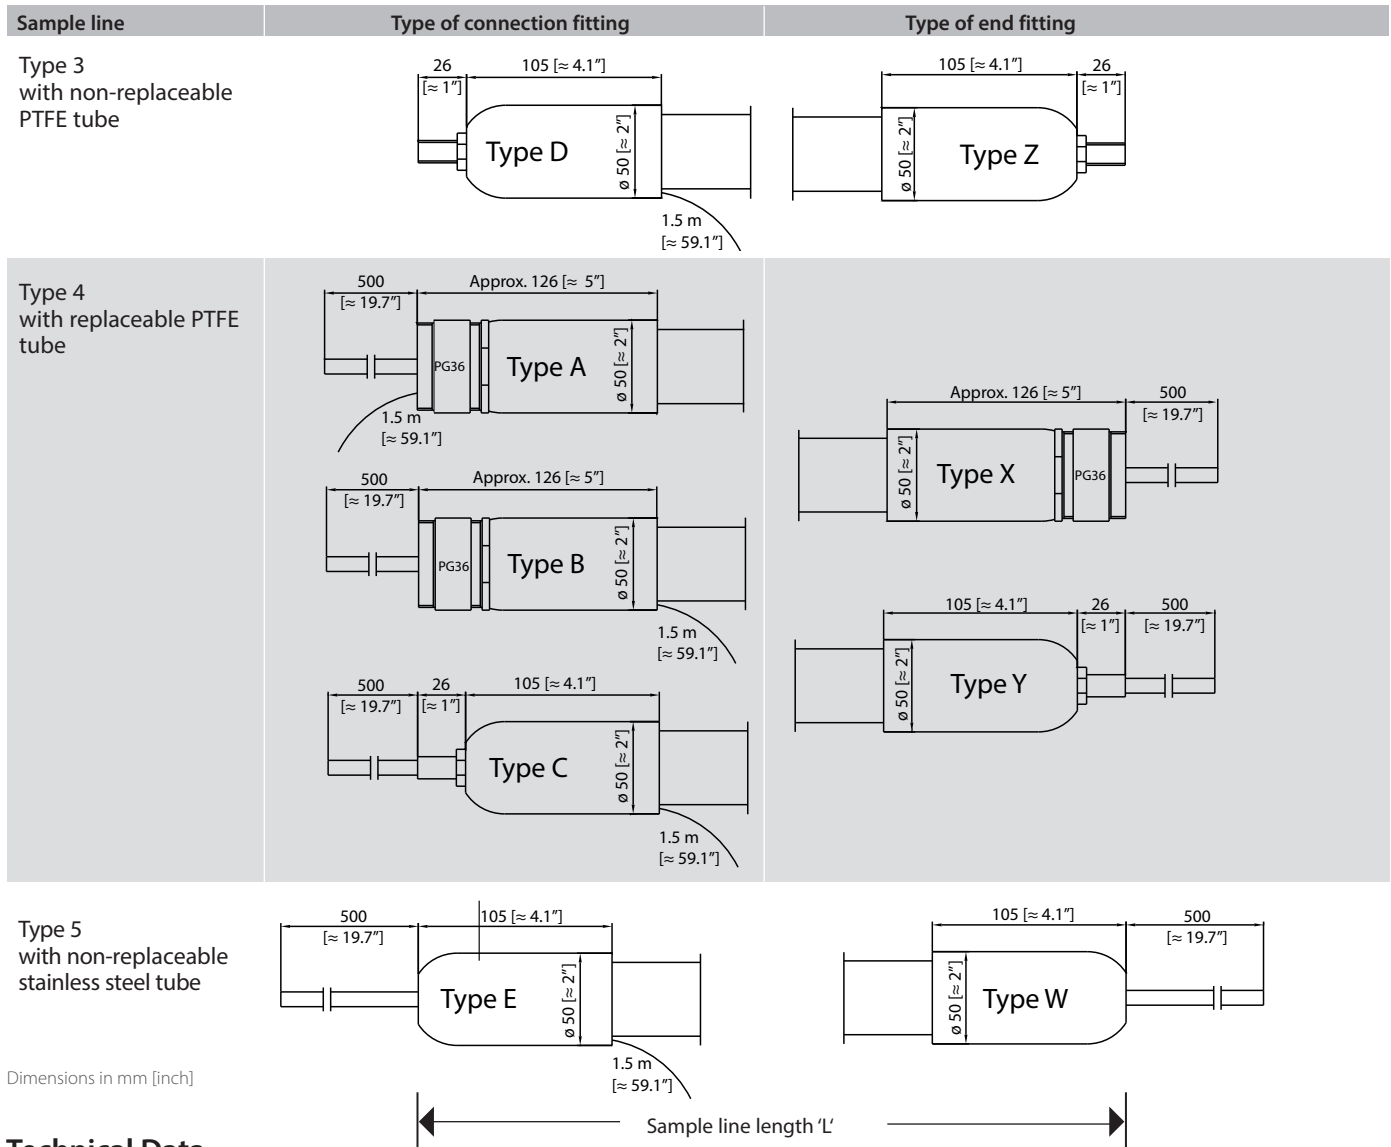 Sample line Type of connection fitting Type of end fitting
Type 3
with non-replaceable
PTFE tube
26
[≈ 1″]
105 [≈ 4.1″]
Type D
ø 50 [≈ 2″]
1.5 m
[≈ 59.1″]
105 [≈ 4.1″]
26
[≈ 1″]
ø 50 [≈ 2″]
Type Z
Type 4
with replaceable PTFE
tube
500
[≈ 19.7″]
Approx. 126 [≈ 5″]
PG36
Type A
ø 50 [≈ 2″]
1.5 m
[≈ 59.1″]
500
[≈ 19.7″]
Approx. 126 [≈ 5″]
PG36
Type B
ø 50 [≈ 2″]
1.5 m
[≈ 59.1″]
500
[≈ 19.7″]
26
[≈ 1″]
105 [≈ 4.1″]
Type C
ø 50 [≈ 2″]
1.5 m
[≈ 59.1″]
Approx. 126 [≈ 5″]
500
[≈ 19.7″]
ø 50 [≈ 2″]
Type X
PG36
105 [≈ 4.1″]
26
[≈ 1″]
500
[≈ 19.7″]
ø 50 [≈ 2″]
Type Y
Type 5
with non-replaceable
stainless steel tube
500
[≈ 19.7″]
105 [≈ 4.1″]
Type E
ø 50 [≈ 2″]
1.5 m
[≈ 59.1″]
105 [≈ 4.1″]
500
[≈ 19.7″]
ø 50 [≈ 2″]
Type W
Dimensions in mm [inch]
Sample line length ‘L‘
Technical Data